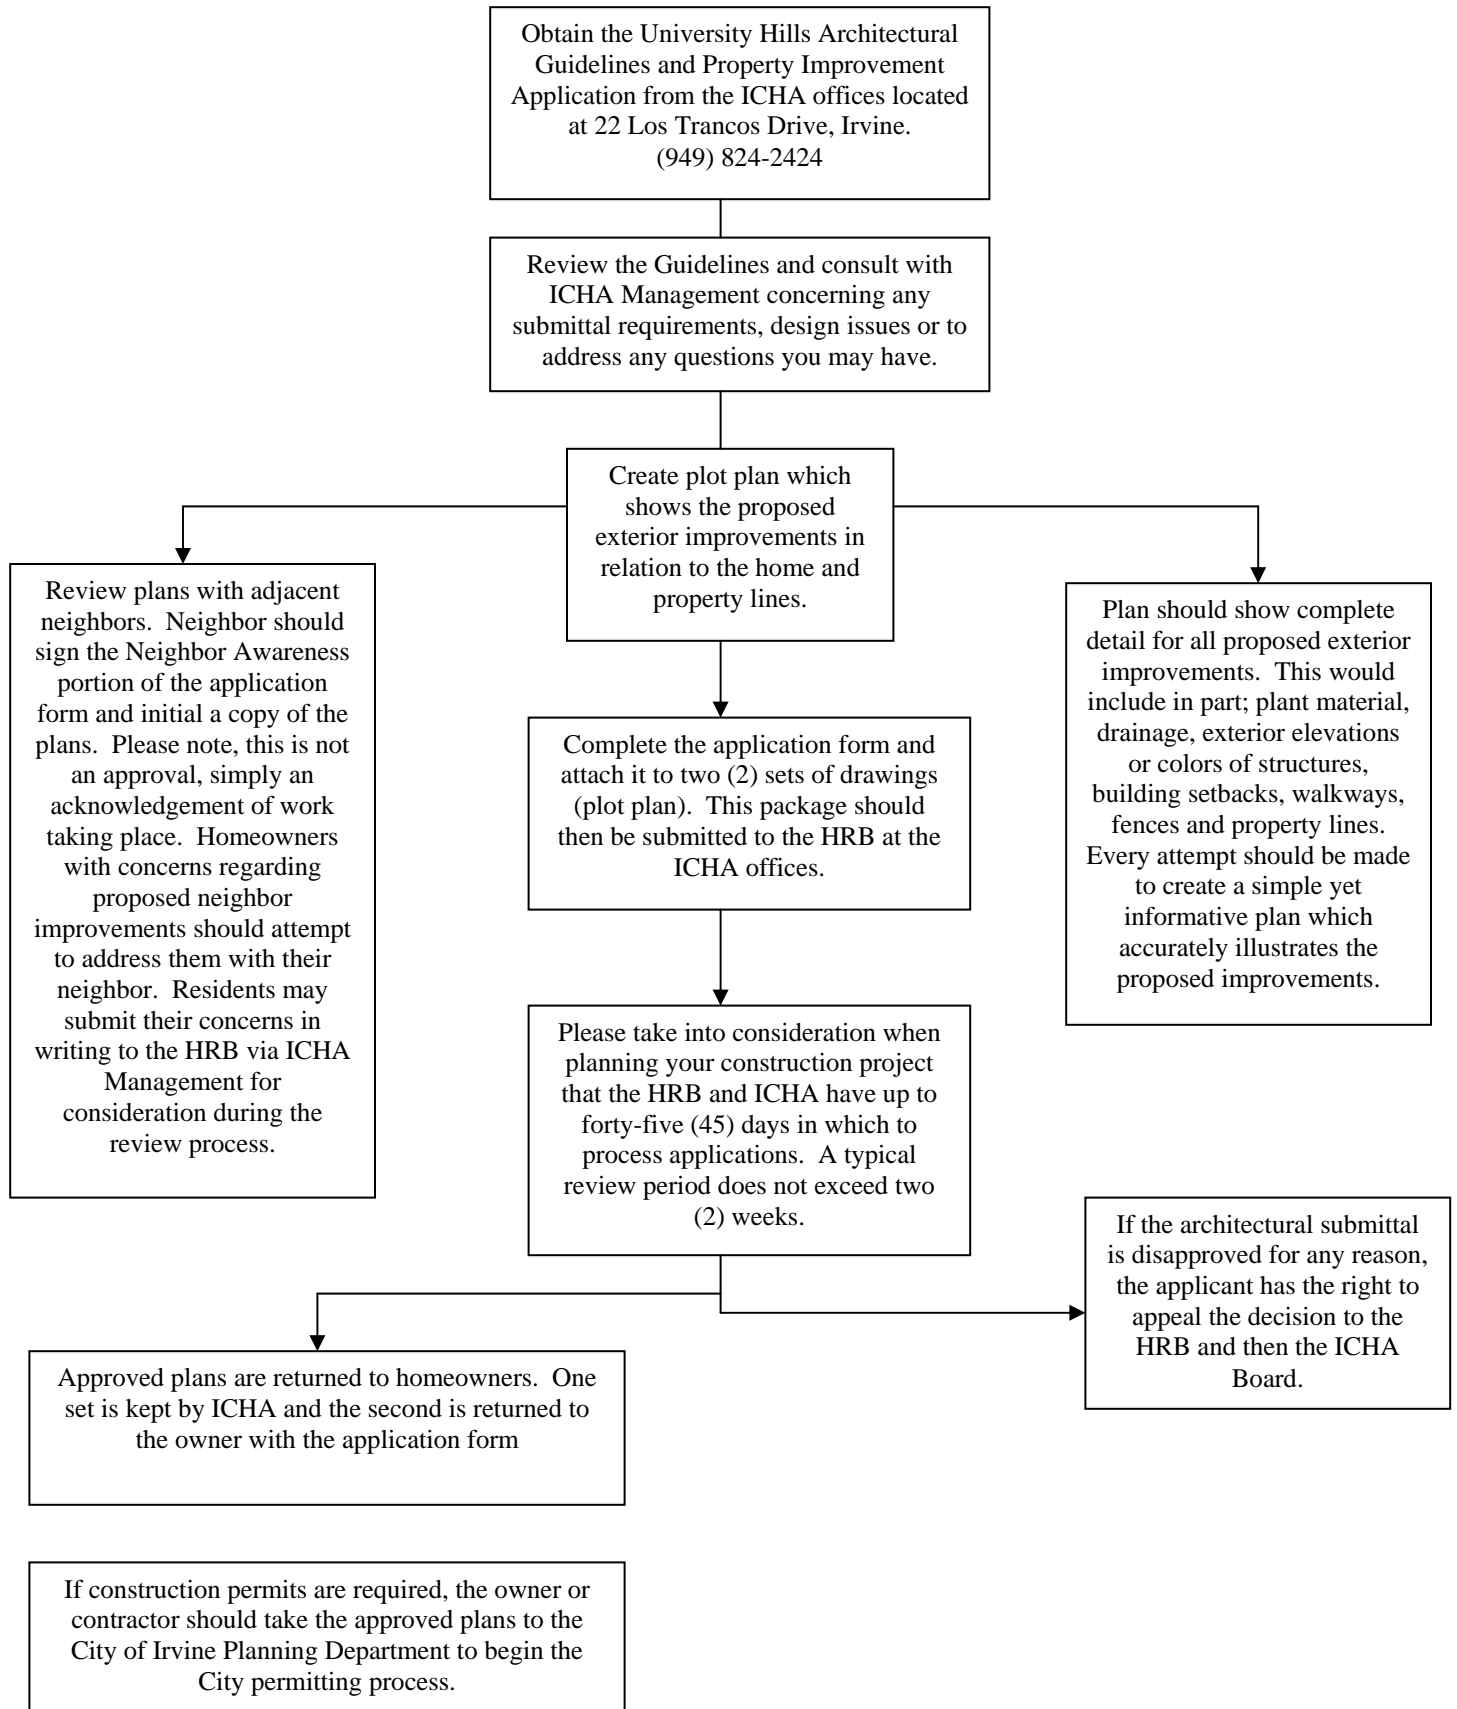 Obtain the University Hills Architectural
Guidelines and Property Improvement
Application from the ICHA offices located
at 22 Los Trancos Drive, Irvine.
(949) 824-2424
Review the Guidelines and consult with
ICHA Management concerning any
submittal requirements, design issues or to
address any questions you may have.
Create plot plan which
shows the proposed
exterior improvements in
relation to the home and
property lines.
Review plans with adjacent
neighbors.  Neighbor should
sign the Neighbor Awareness
portion of the application
form and initial a copy of the
plans.  Please note, this is not
an approval, simply an
acknowledgement of work
taking place.  Homeowners
with concerns regarding
proposed neighbor
improvements should attempt
to address them with their
neighbor.  Residents may
submit their concerns in
writing to the HRB via ICHA
Management for
consideration during the
review process.
Plan should show complete
detail for all proposed exterior
improvements.  This would
include in part; plant material,
drainage, exterior elevations
or colors of structures,
building setbacks, walkways,
fences and property lines.
Every attempt should be made
to create a simple yet
informative plan which
accurately illustrates the
proposed improvements.
Complete the application form and
attach it to two (2) sets of drawings
(plot plan).  This package should
then be submitted to the HRB at the
ICHA offices.
Please take into consideration when
planning your construction project
that the HRB and ICHA have up to
forty-five (45) days in which to
process applications.  A typical
review period does not exceed two
(2) weeks.
If the architectural submittal
is disapproved for any reason,
the applicant has the right to
appeal the decision to the
HRB and then the ICHA
Board.
Approved plans are returned to homeowners.  One
set is kept by ICHA and the second is returned to
the owner with the application form
If construction permits are required, the owner or
contractor should take the approved plans to the
City of Irvine Planning Department to begin the
City permitting process.